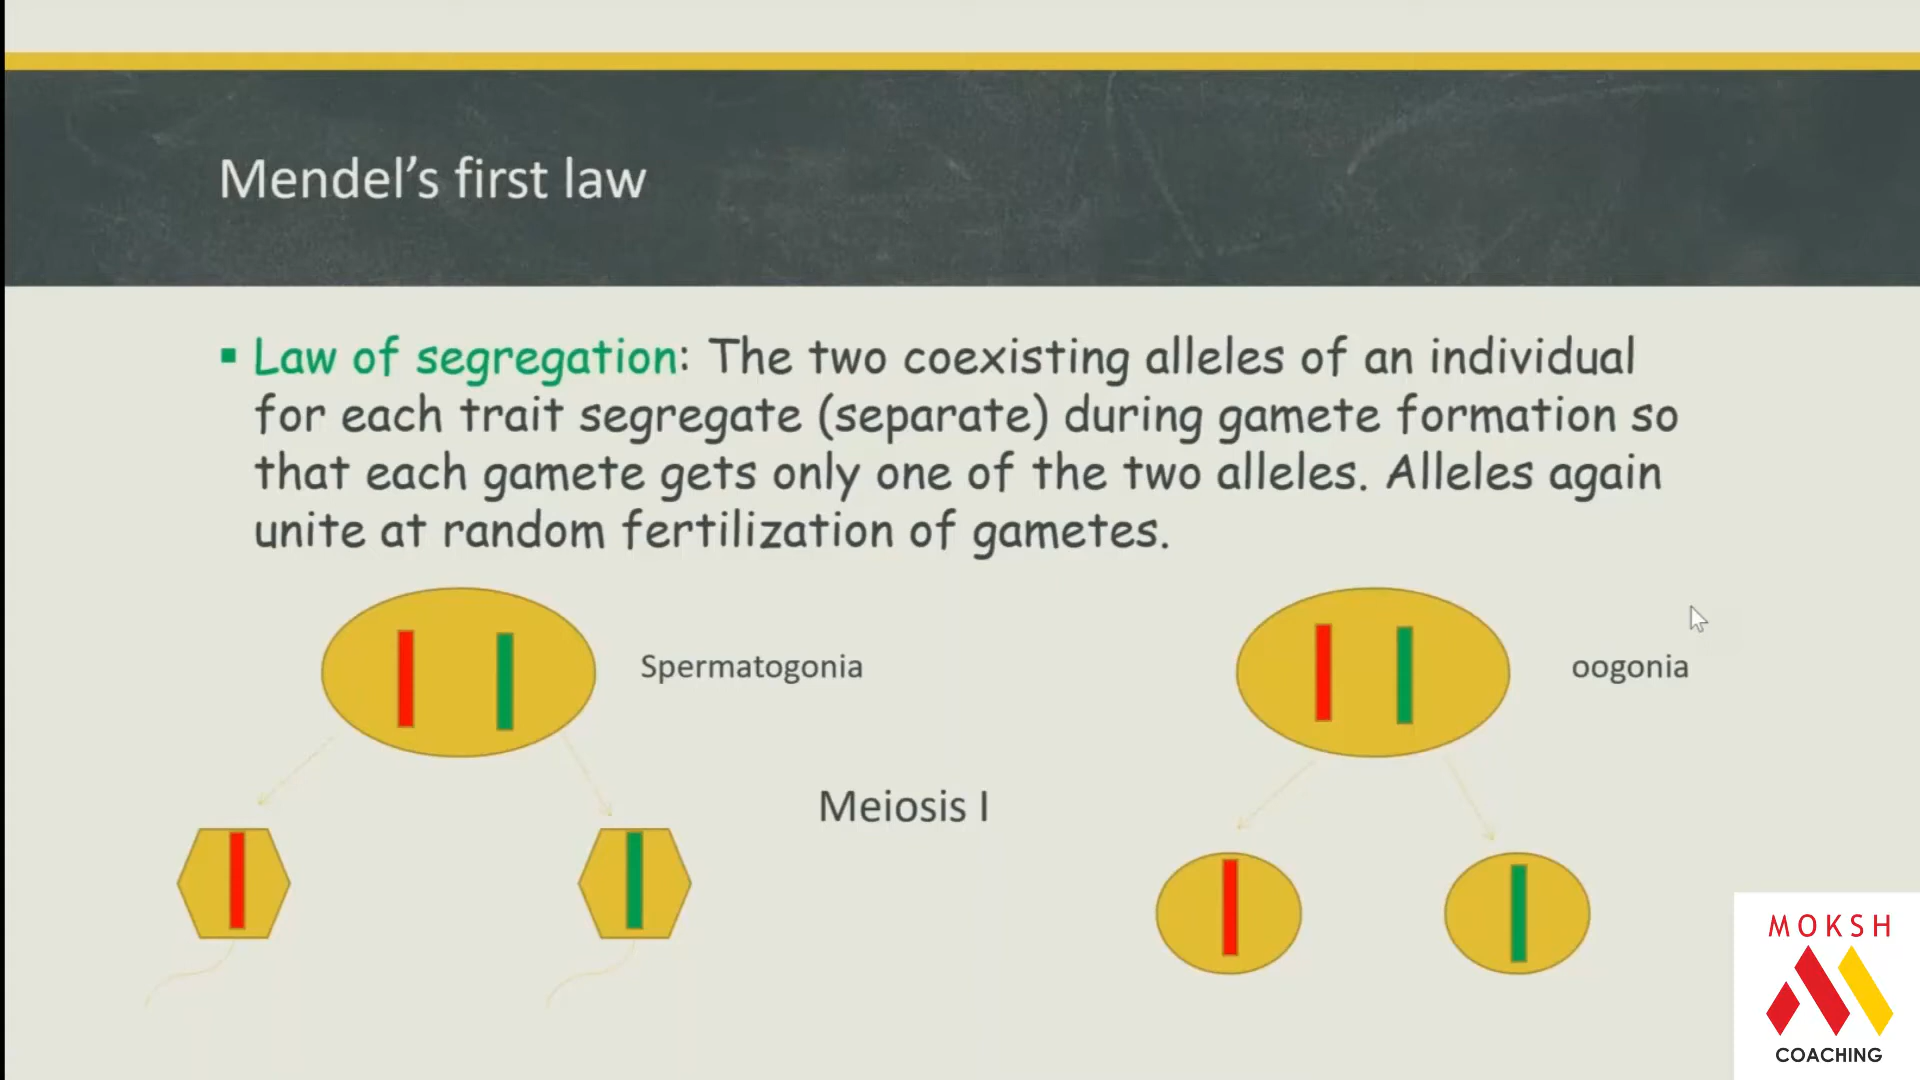 Mendel’s first law
▪ Law of segregation: The two coexisting alleles of an individual
for each trait segregate (separate) during gamete formation so
that each gamete gets only one of the two alleles. Alleles again
unite at random fertilization of gametes.
Spermatogonia
oogonia
Meiosis I
MOKSH
COACHING